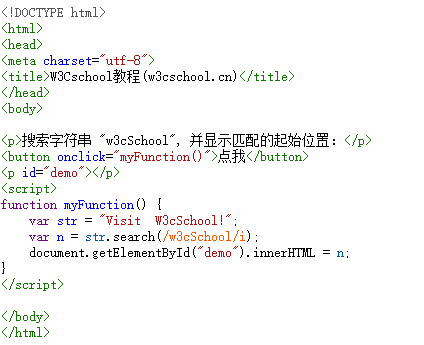 <!DOCTYPE html>
<html>
<head>
<meta charset="utf-8">
<title>W3Cschool教程(w3cschool.cn)</title>
</head>
<body>

<p>搜索字符串 "w3cSchool", 并显示匹配的起始位置：</p>
<button onclick="myFunction()">点我</button>
<p id="demo"></p>
<script>
function myFunction() {
    var str = "Visit  W3cSchool!";
    var n = str.search(/w3cSchool/i);
    document.getElementById("demo").innerHTML = n;
}
</script>

</body>
</html>